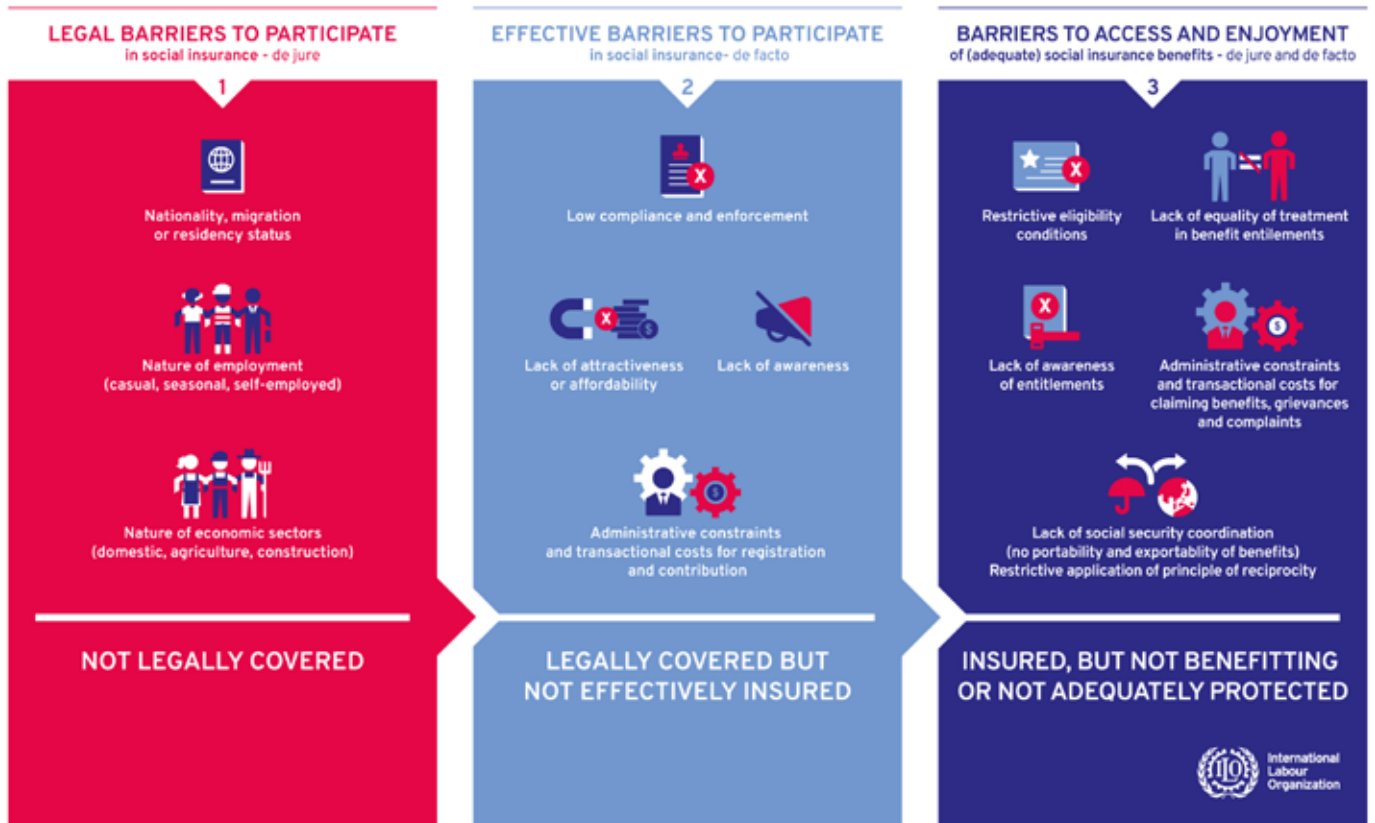 LEGAL BARRIERS TO PARTICIPATE
in social insurance - de jure
1
Nationality, migration
or residency status
Nature of employment
(casual, seasonal, self-employed)
Nature of economic sectors
(domestic, agriculture, construction)
NOT LEGALLY COVERED
EFFECTIVE BARRIERS TO PARTICIPATE
in social insurance- de facto
2
X
Low compliance and enforcement
X
$
Lack of attractiveness
or affordability
Lack of awareness
$
Administrative constraints
and transactional costs for registration
and contribution
LEGALLY COVERED BUT
NOT EFFECTIVELY INSURED
BARRIERS TO ACCESS AND ENJOYMENT
of (adequate) social insurance benefits - de jure and de facto
3
X
Restrictive eligibility
conditions
Lack of equality of treatment
in benefit entilements
X
Lack of awareness
of entitlements
$
Administrative constraints
and transactional costs for
claiming benefits, grievances
and complaints
Lack of social security coordination
(no portability and exportablity of benefits)
Restrictive application of principle of reciprocity
INSURED, BUT NOT BENEFITTING
OR NOT ADEQUATELY PROTECTED
ILO
International
Labour
Organization